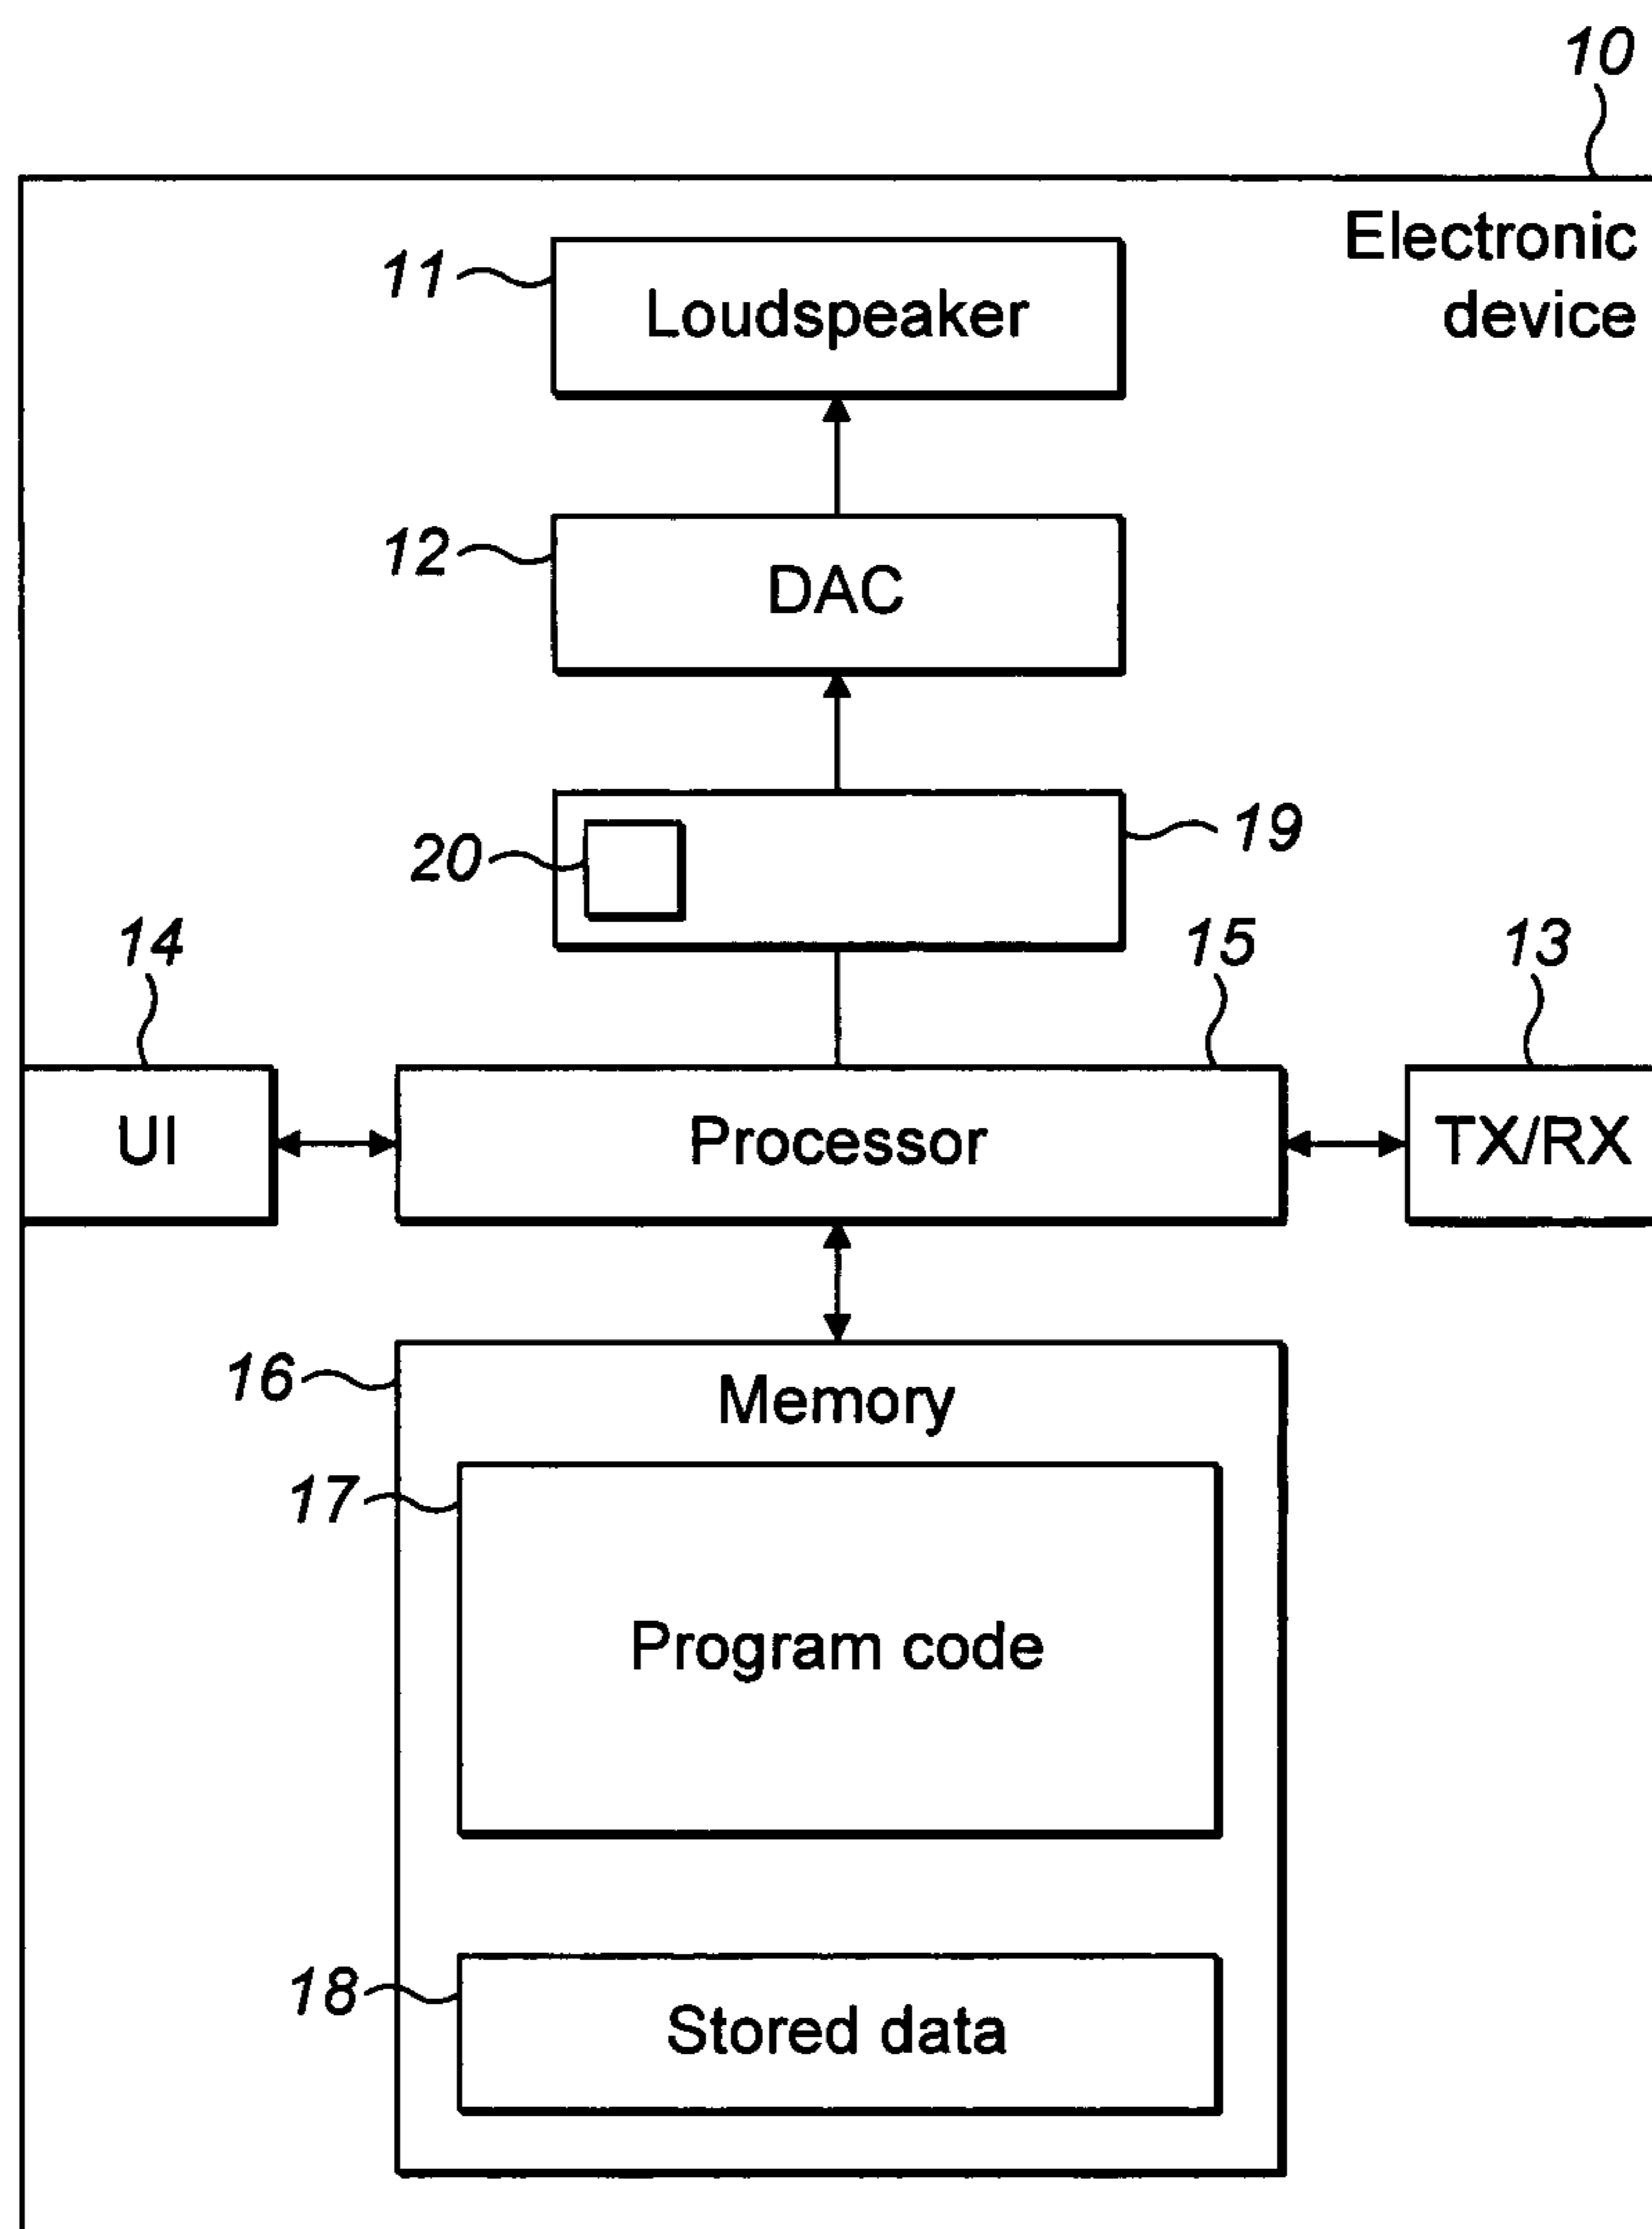 10
Electronic
device
11
Loudspeaker
12
DAC
19
20
14
15
13
UI
Processor
TX/RX
16
Memory
17
Program code
18
Stored data